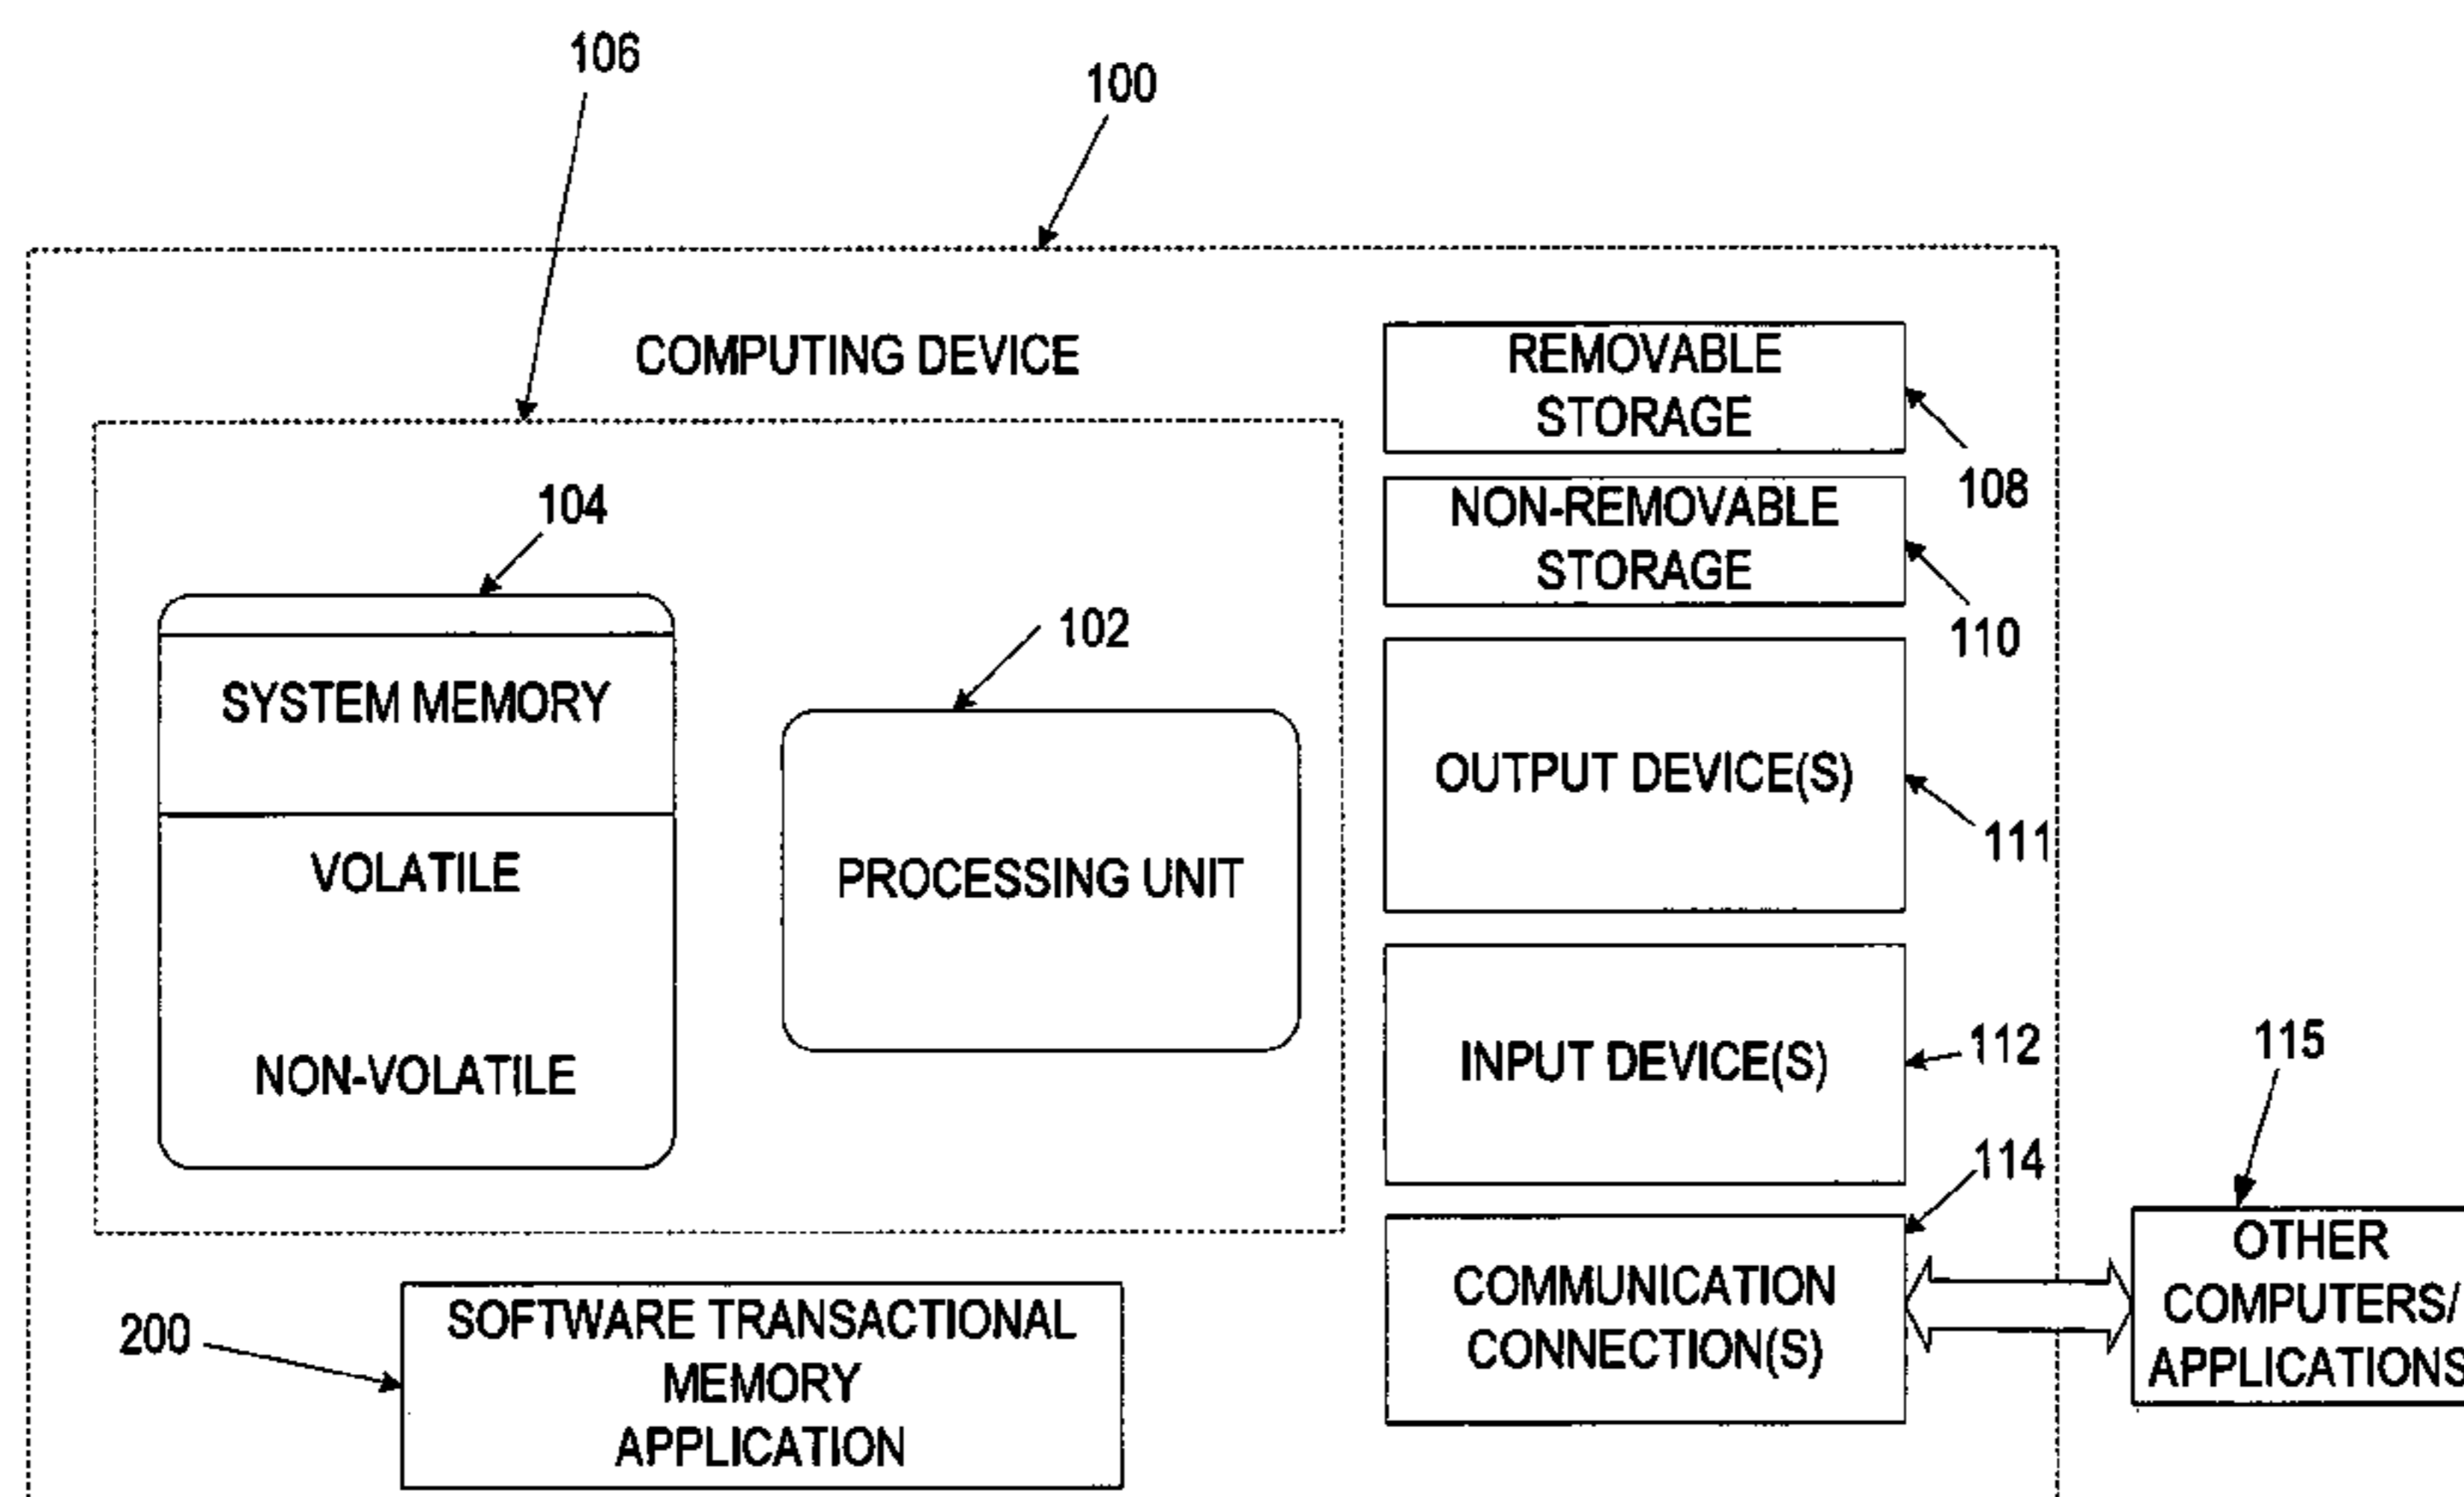 106
100
COMPUTING DEVICE
REMOVABLE
STORAGE
108
NON-REMOVABLE
STORAGE
110
104
SYSTEM MEMORY
VOLATILE
NON-VOLATILE
102
PROCESSING UNIT
OUTPUT DEVICE(S)
111
INPUT DEVICE(S)
112
114
COMMUNICATION
CONNECTION(S)
115
OTHER
COMPUTERS/
APPLICATIONS
200
SOFTWARE TRANSACTIONAL
MEMORY
APPLICATION